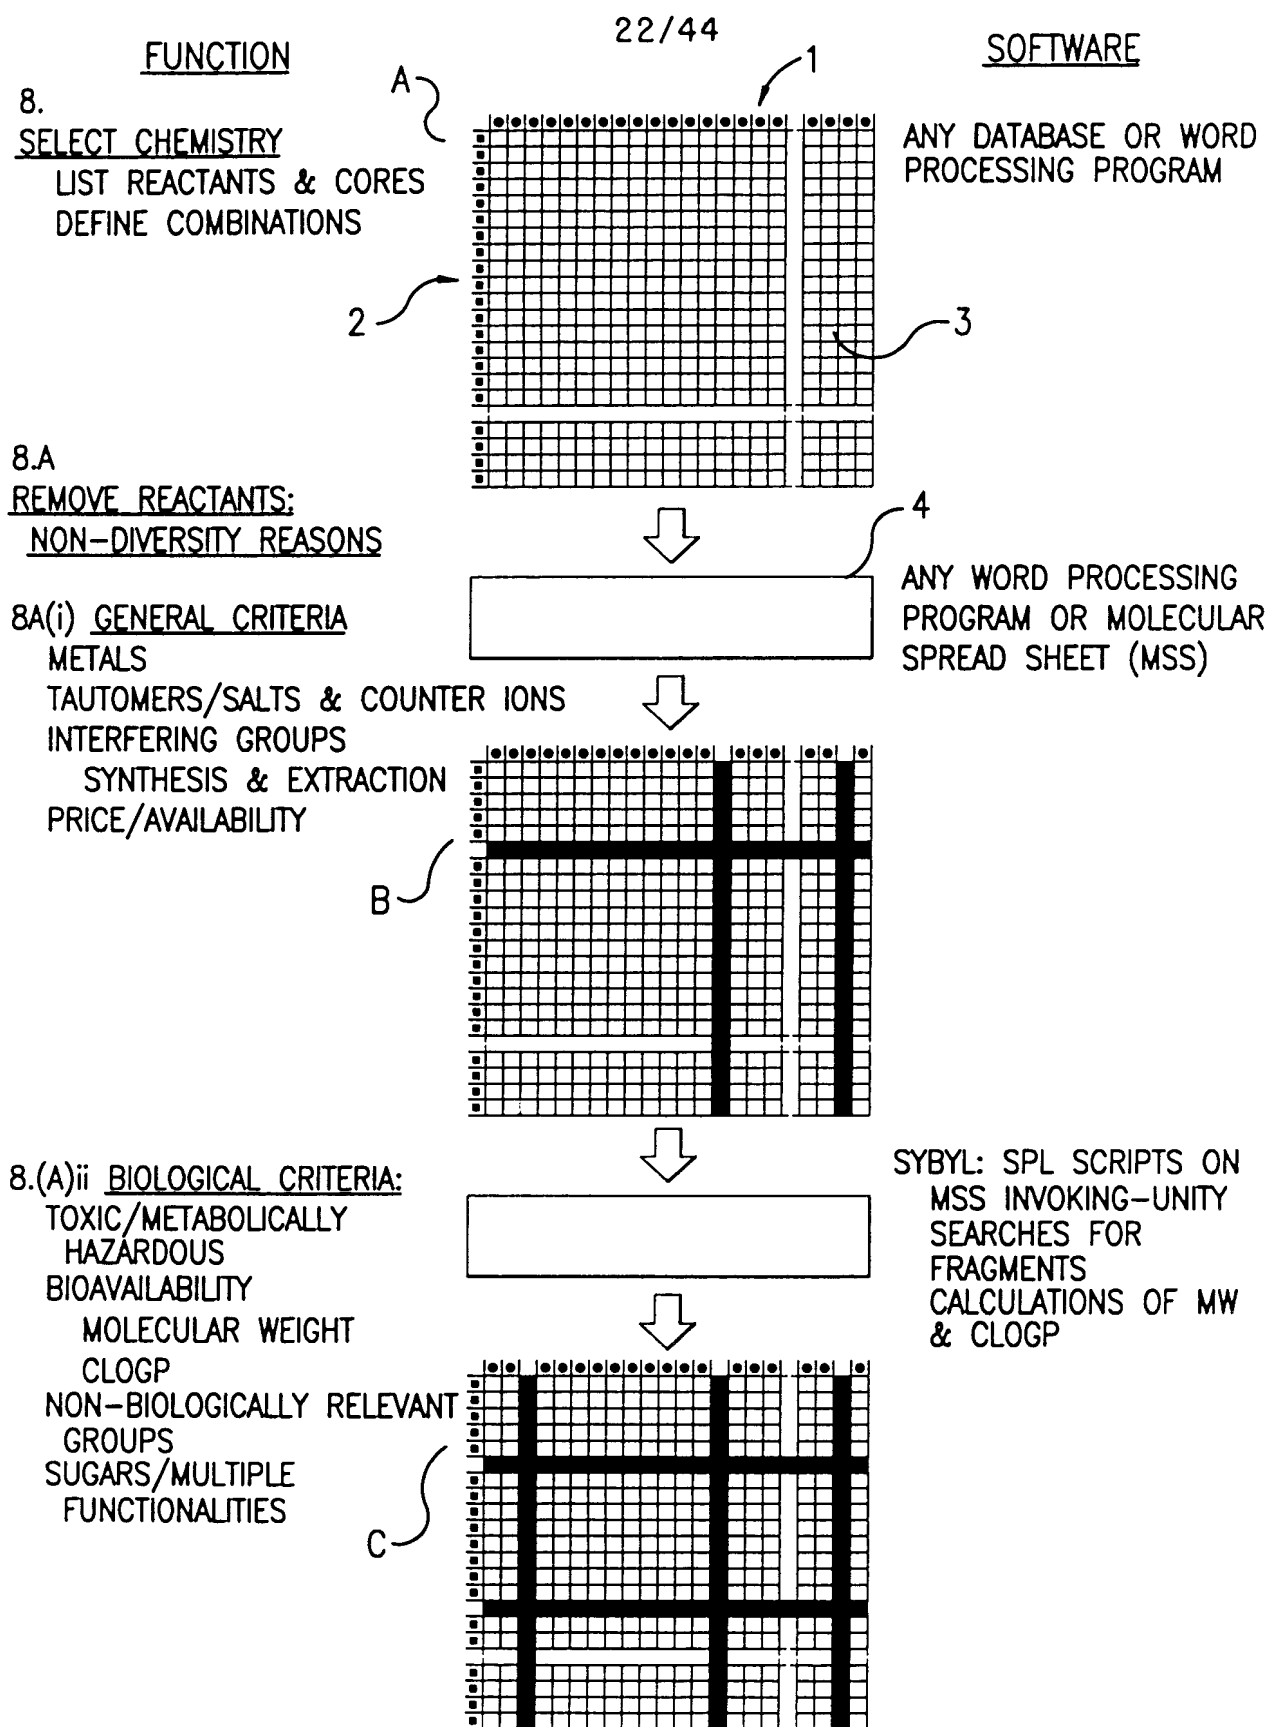 22/44
FUNCTION
SOFTWARE
1
A
8.
SELECT CHEMISTRY
LIST REACTANTS & CORES
DEFINE COMBINATIONS
ANY DATABASE OR WORD
PROCESSING PROGRAM
2
3
8.A
REMOVE REACTANTS:
NON-DIVERSITY REASONS
4
8A(i) GENERAL CRITERIA
METALS
TAUTOMERS/SALTS & COUNTER IONS
INTERFERING GROUPS
SYNTHESIS & EXTRACTION
PRICE/AVAILABILITY
ANY WORD PROCESSING
PROGRAM OR MOLECULAR
SPREAD SHEET (MSS)
B
8.(A)ii BIOLOGICAL CRITERIA:
TOXIC/METABOLICALLY
HAZARDOUS
BIOAVAILABILITY
MOLECULAR WEIGHT
CLOGP
NON-BIOLOGICALLY RELEVANT
GROUPS
SUGARS/MULTIPLE
FUNCTIONALITIES
SYBYL: SPL SCRIPTS ON
MSS INVOKING-UNITY
SEARCHES FOR
FRAGMENTS
CALCULATIONS OF MW
& CLOGP
C